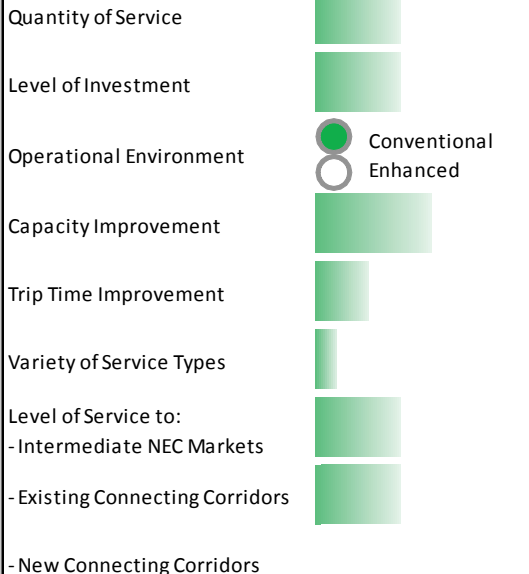 Quantity of Service
Level of Investment
Operational Environment
Conventional
Enhanced
Capacity Improvement
Trip Time Improvement
Variety of Service Types
Level of Service to:
- Intermediate NEC Markets
- Existing Connecting Corridors
- New Connecting Corridors